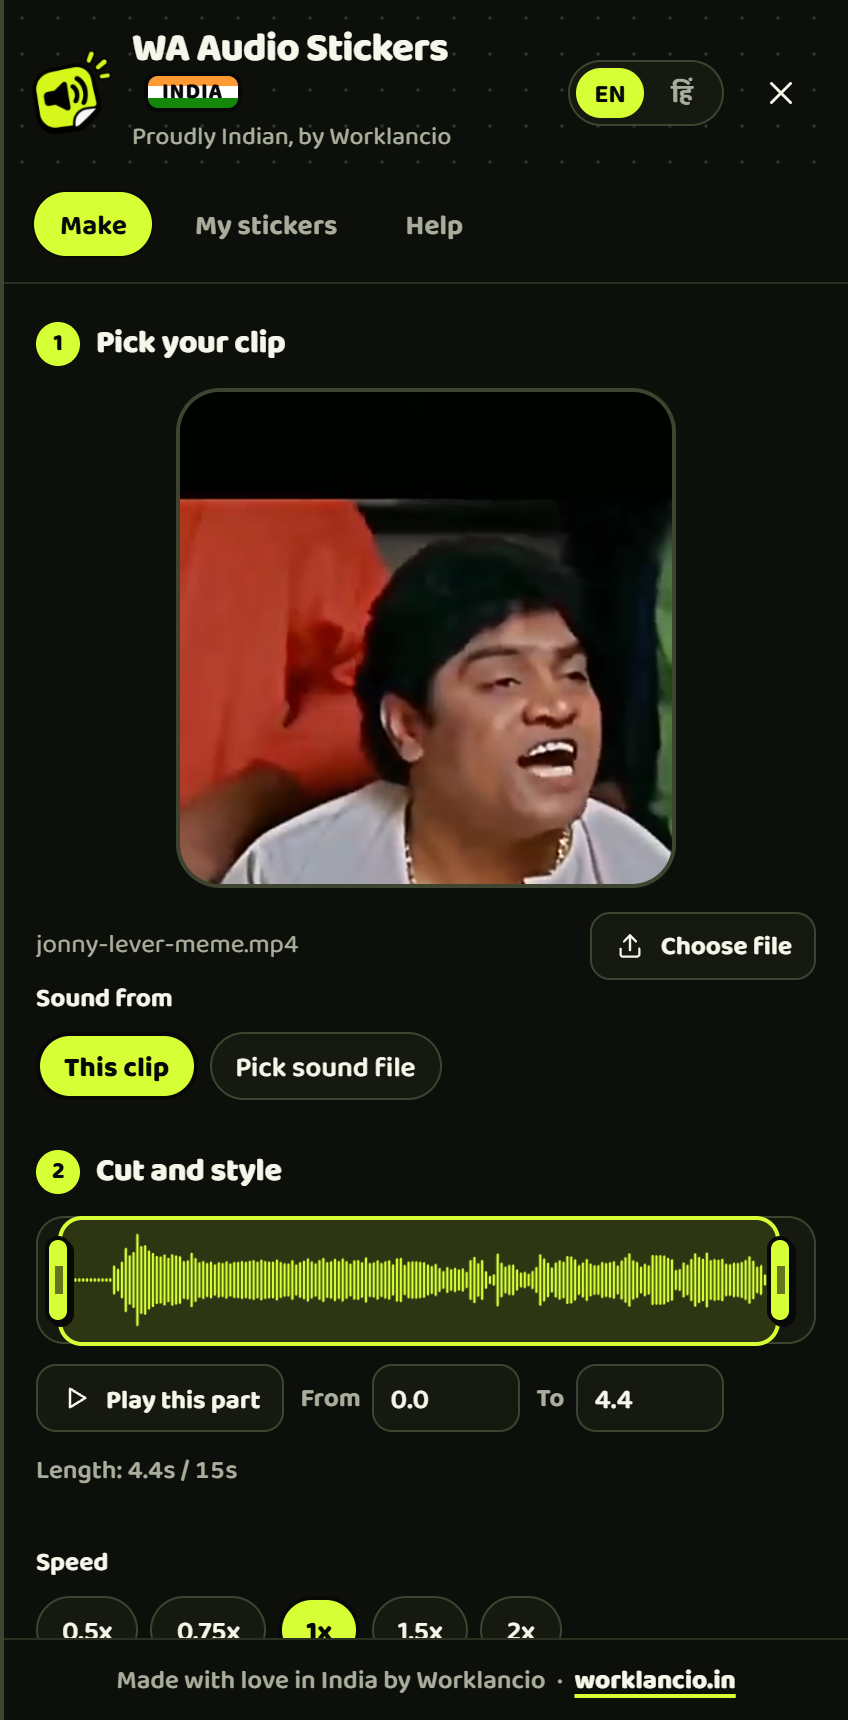 WA Audio Stickers
INDIA
Proudly Indian, by Worklancio
EN हिं
Make My stickers Help
1 Pick your clip
jonny-lever-meme.mp4
Choose file
Sound from
This clip Pick sound file
2 Cut and style
Play this part From 0.0 To 4.4
Length: 4.4s / 15s
Speed
0.5x 0.75x 1x 1.5x 2x
Made with love in India by Worklancio · worklancio.in